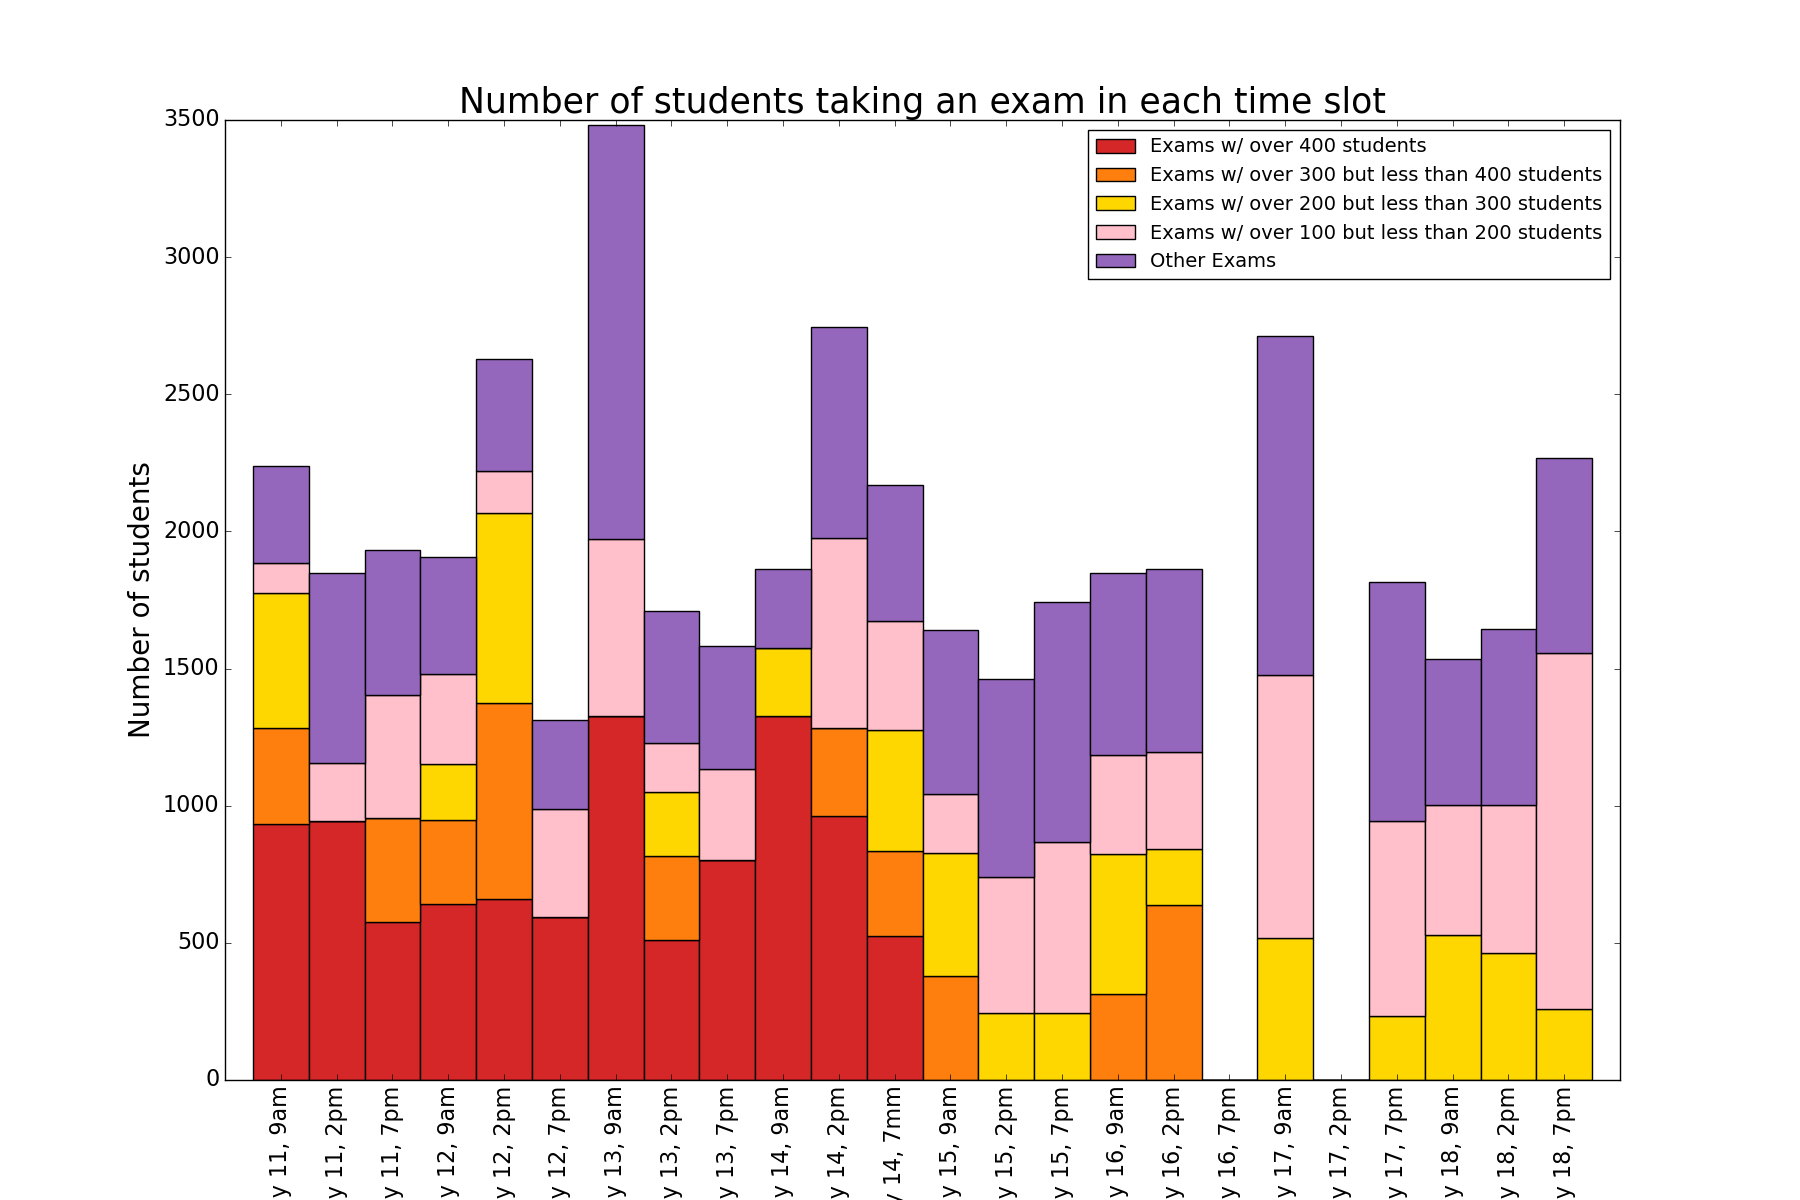 Number of students taking an exam in each time slot
Exams w/ over 400 students
Exams w/ over 300 but less than 400 students
Exams w/ over 200 but less than 300 students
Exams w/ over 100 but less than 200 students
Other Exams
Number of students
3500
3000
2500
2000
1500
1000
500
0
y 11, 9am
y 11, 2pm
y 11, 7pm
y 12, 9am
y 12, 2pm
y 12, 7pm
y 13, 9am
y 13, 2pm
y 13, 7pm
y 14, 9am
y 14, 2pm
y 14, 7mm
y 15, 9am
y 15, 2pm
y 15, 7pm
y 16, 9am
y 16, 2pm
y 16, 7pm
y 17, 9am
y 17, 2pm
y 17, 7pm
y 18, 9am
y 18, 2pm
y 18, 7pm